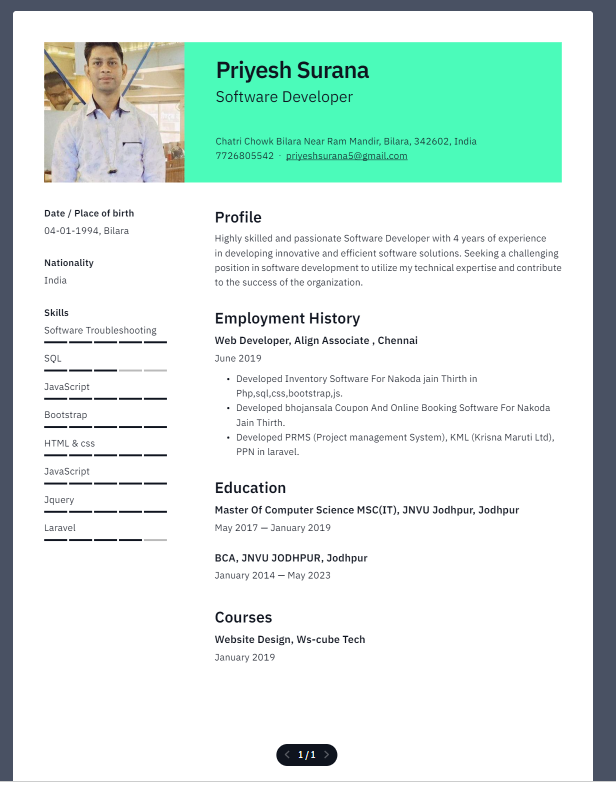 Priyesh Surana
Software Developer
Chatri Chowk Bilara Near Ram Mandir, Bilara, 342602, India
7726805542 · priyeshsurana5@gmail.com
Date / Place of birth
04-01-1994, Bilara
Nationality
India
Skills
Software Troubleshooting
SQL
JavaScript
Bootstrap
HTML & css
JavaScript
Jquery
Laravel
Profile
Highly skilled and passionate Software Developer with 4 years of experience
in developing innovative and efficient software solutions. Seeking a challenging
position in software development to utilize my technical expertise and contribute
to the success of the organization.
Employment History
Web Developer, Align Associate , Chennai
June 2019
• Developed Inventory Software For Nakoda jain Thirth in
Php,sql,css,bootstrap,js.
• Developed bhojansala Coupon And Online Booking Software For Nakoda
Jain Thirth.
• Developed PRMS (Project management System), KML (Krisna Maruti Ltd),
PPN in laravel.
Education
Master Of Computer Science MSC(IT), JNVU Jodhpur, Jodhpur
May 2017 — January 2019
BCA, JNVU JODHPUR, Jodhpur
January 2014 — May 2023
Courses
Website Design, Ws-cube Tech
January 2019
1/1